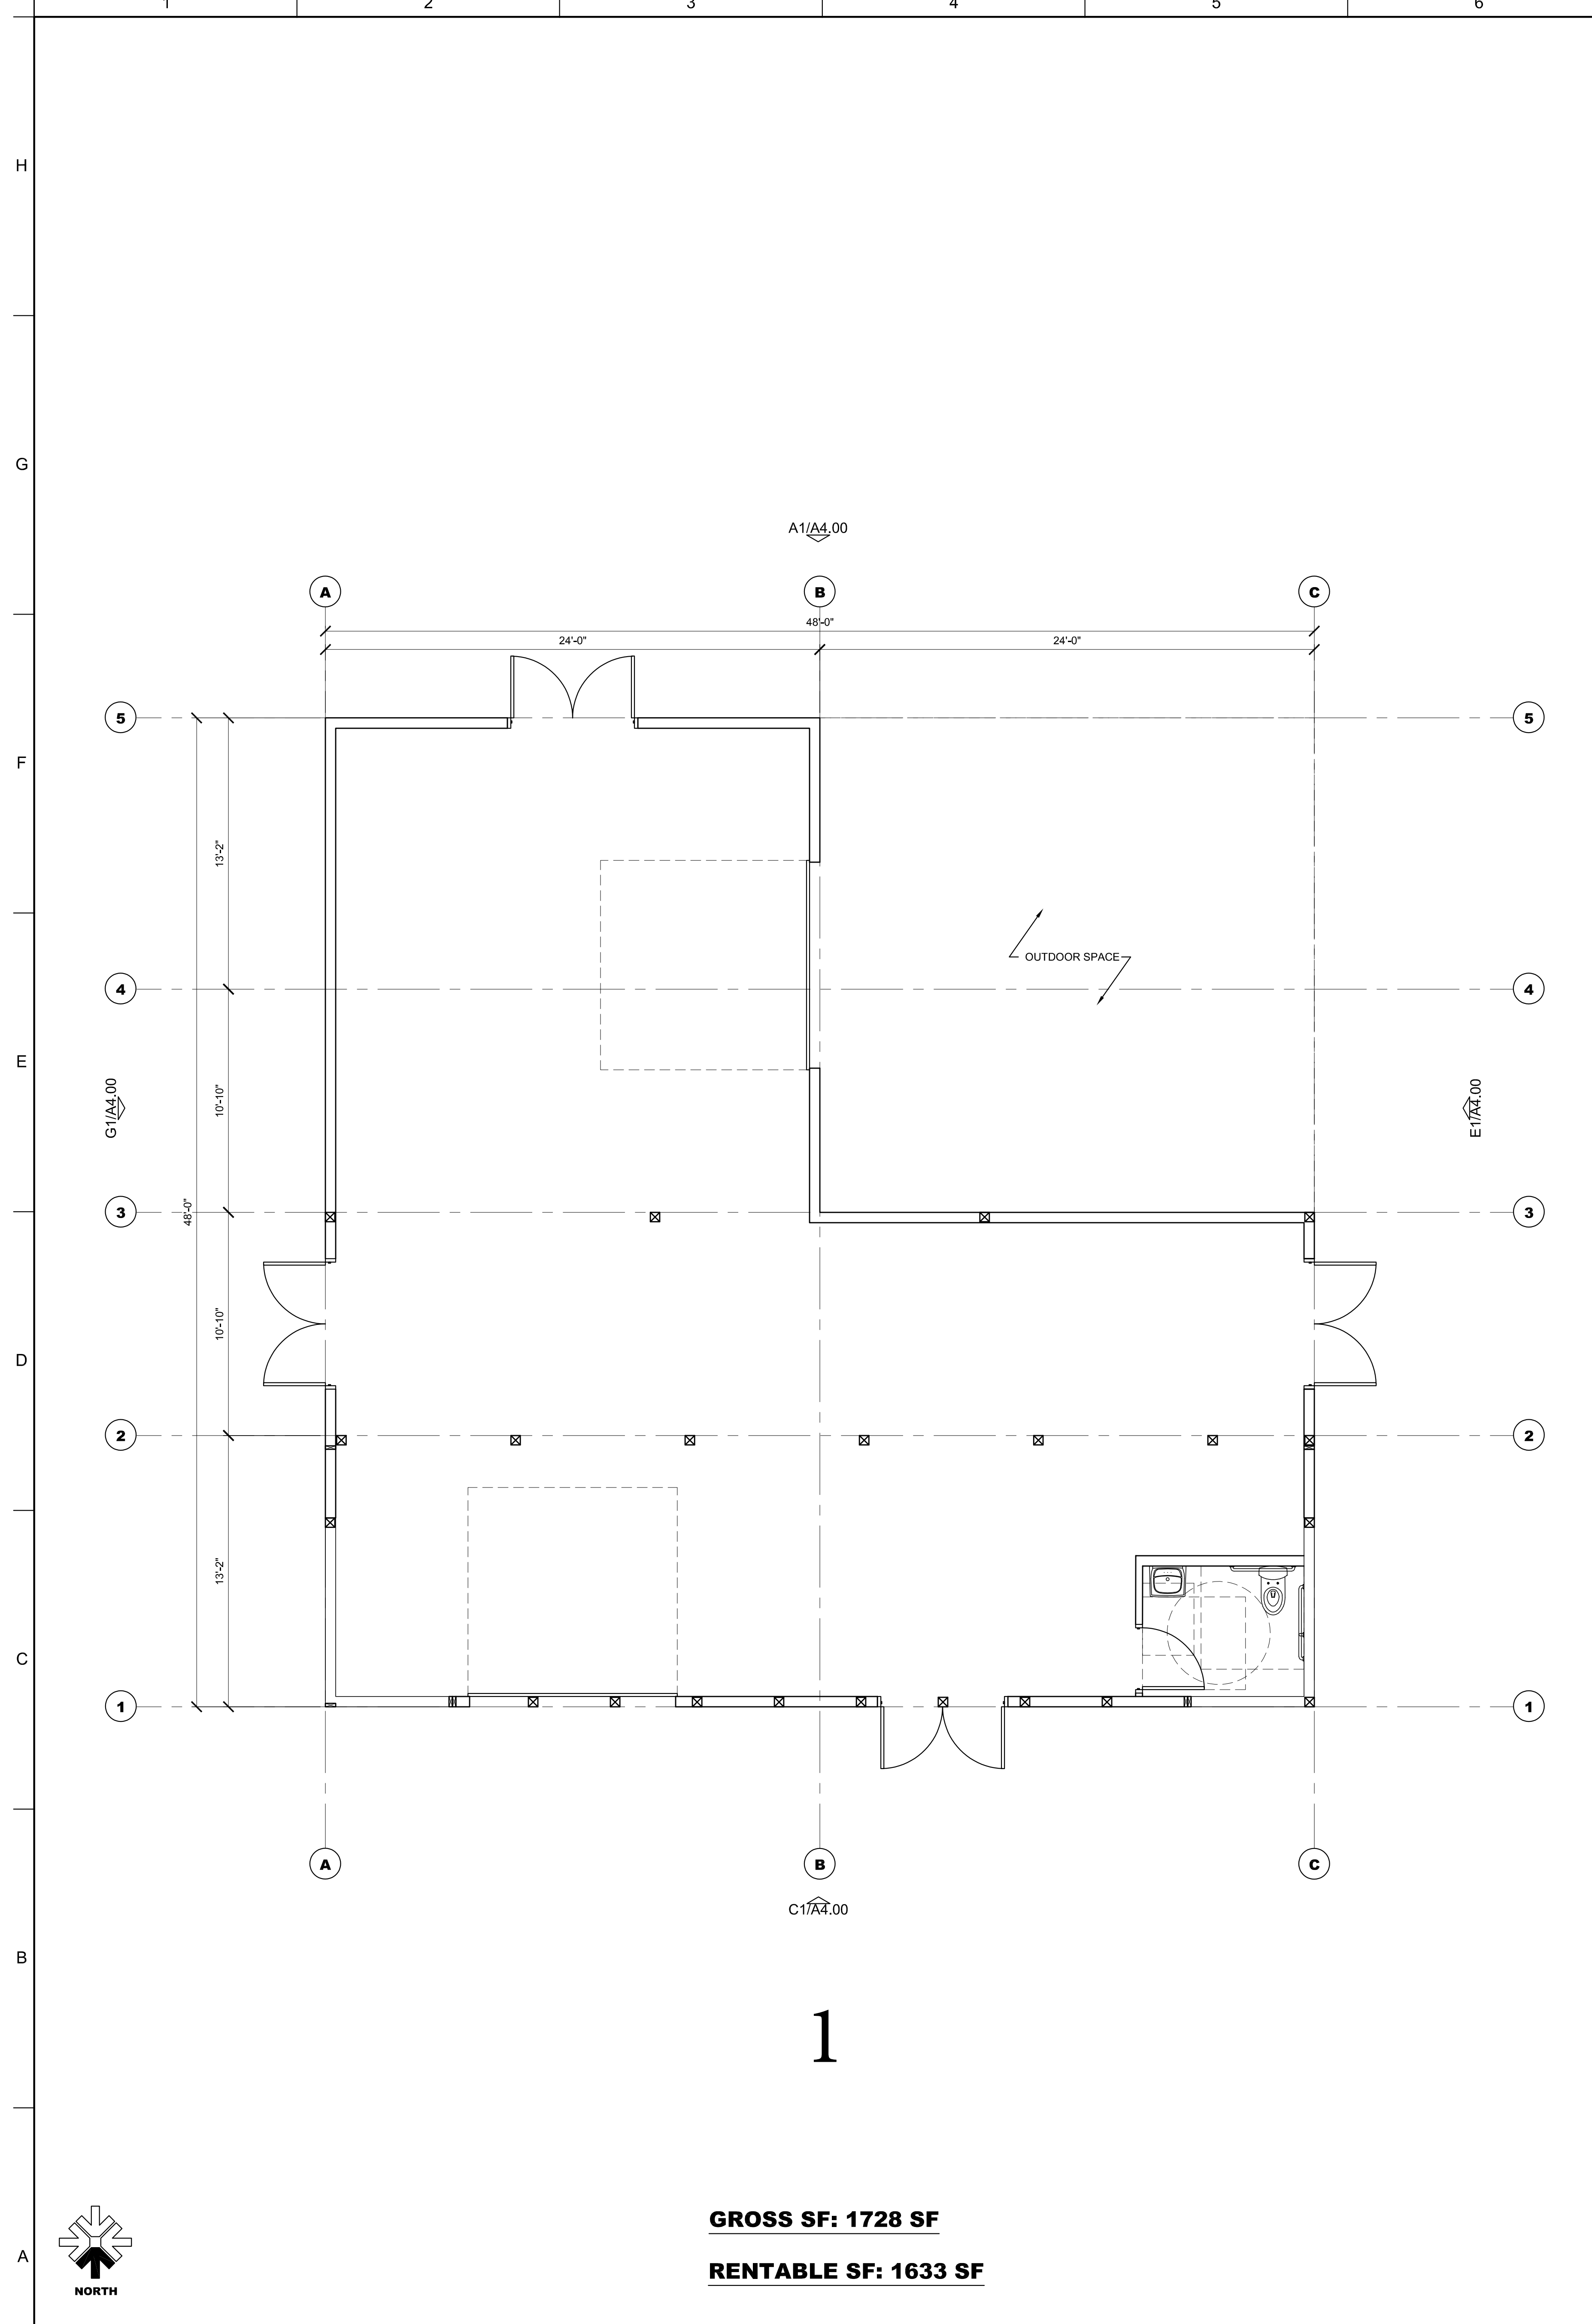 1 2 3 4 5 6
H
G
A1/A4.00
A B C
48'-0"
24'-0" 24'-0"
5 5
F
13'-2"
OUTDOOR SPACE
4 4
E
G1/A4.00
10'-10"
E1/A4.00
3 3
48'-0"
10'-10"
D
2 2
13'-2"
C
1 1
A B C
C1/A4.00
B
1
GROSS SF: 1728 SF
A
RENTABLE SF: 1633 SF
NORTH